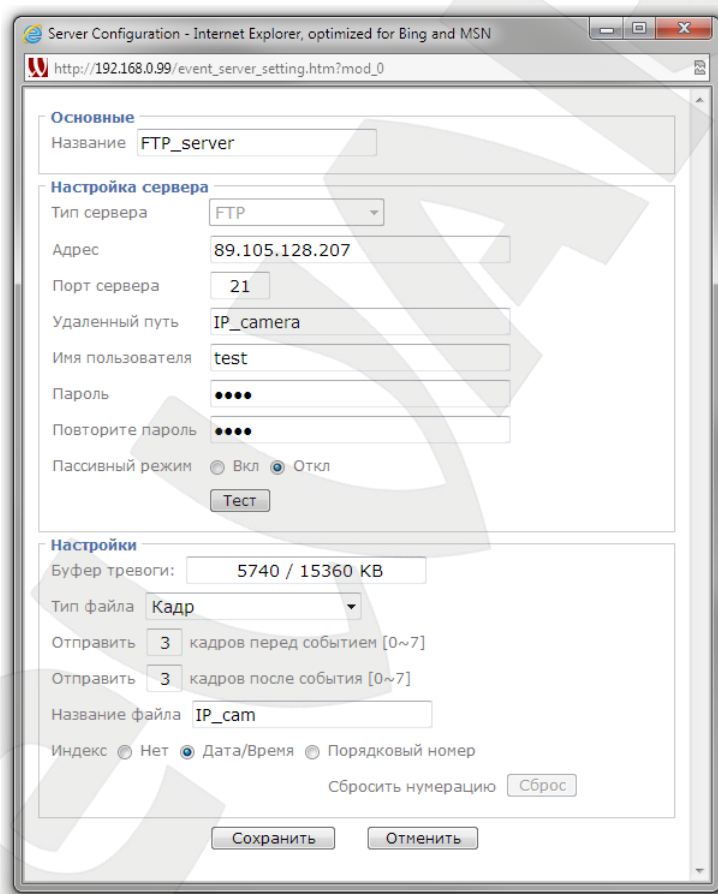 Server Configuration - Internet Explorer, optimized for Bing and MSN
http://192.168.0.99/event_server_setting.htm?mod_0
Основные
Название FTP_server
Настройка сервера
Тип сервера FTP
Адрес 89.105.128.207
Порт сервера 21
Удаленный путь IP_camera
Имя пользователя test
Пароль ••••
Повторите пароль ••••
Пассивный режим Вкл Откл
Тест
Настройки
Буфер тревоги: 5740 / 15360 KB
Тип файла Кадр
Отправить 3 кадров перед событием [0~7]
Отправить 3 кадров после события [0~7]
Название файла IP_cam
Индекс Нет Дата/Время Порядковый номер
Сбросить нумерацию Сброс
Сохранить Отменить